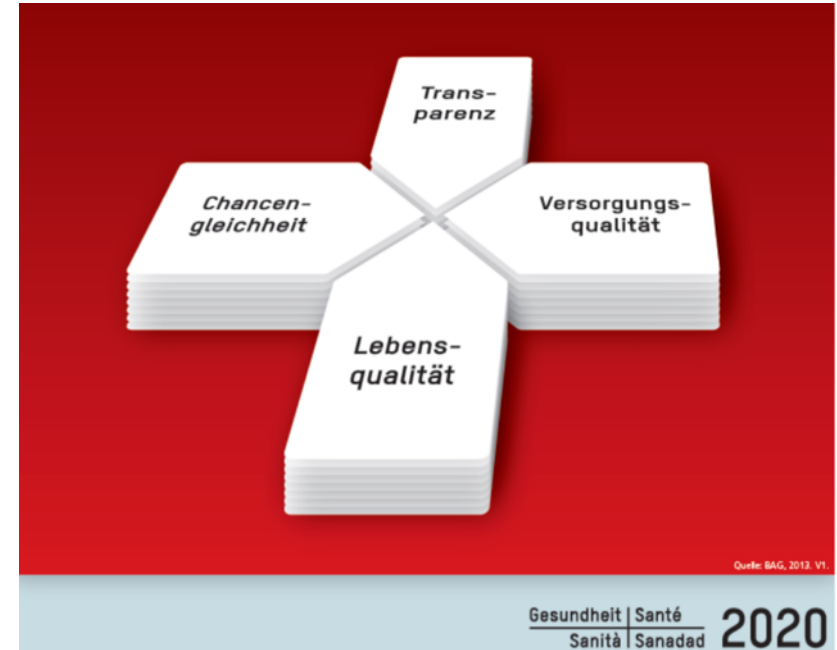 Trans-
parenz
Chancen-
gleichheit
Versorgungs-
qualität
Lebens-
qualität
Quelle: BAG, 2013. V1.
Gesundheit | Santé
Sanità | Sanadad
2020